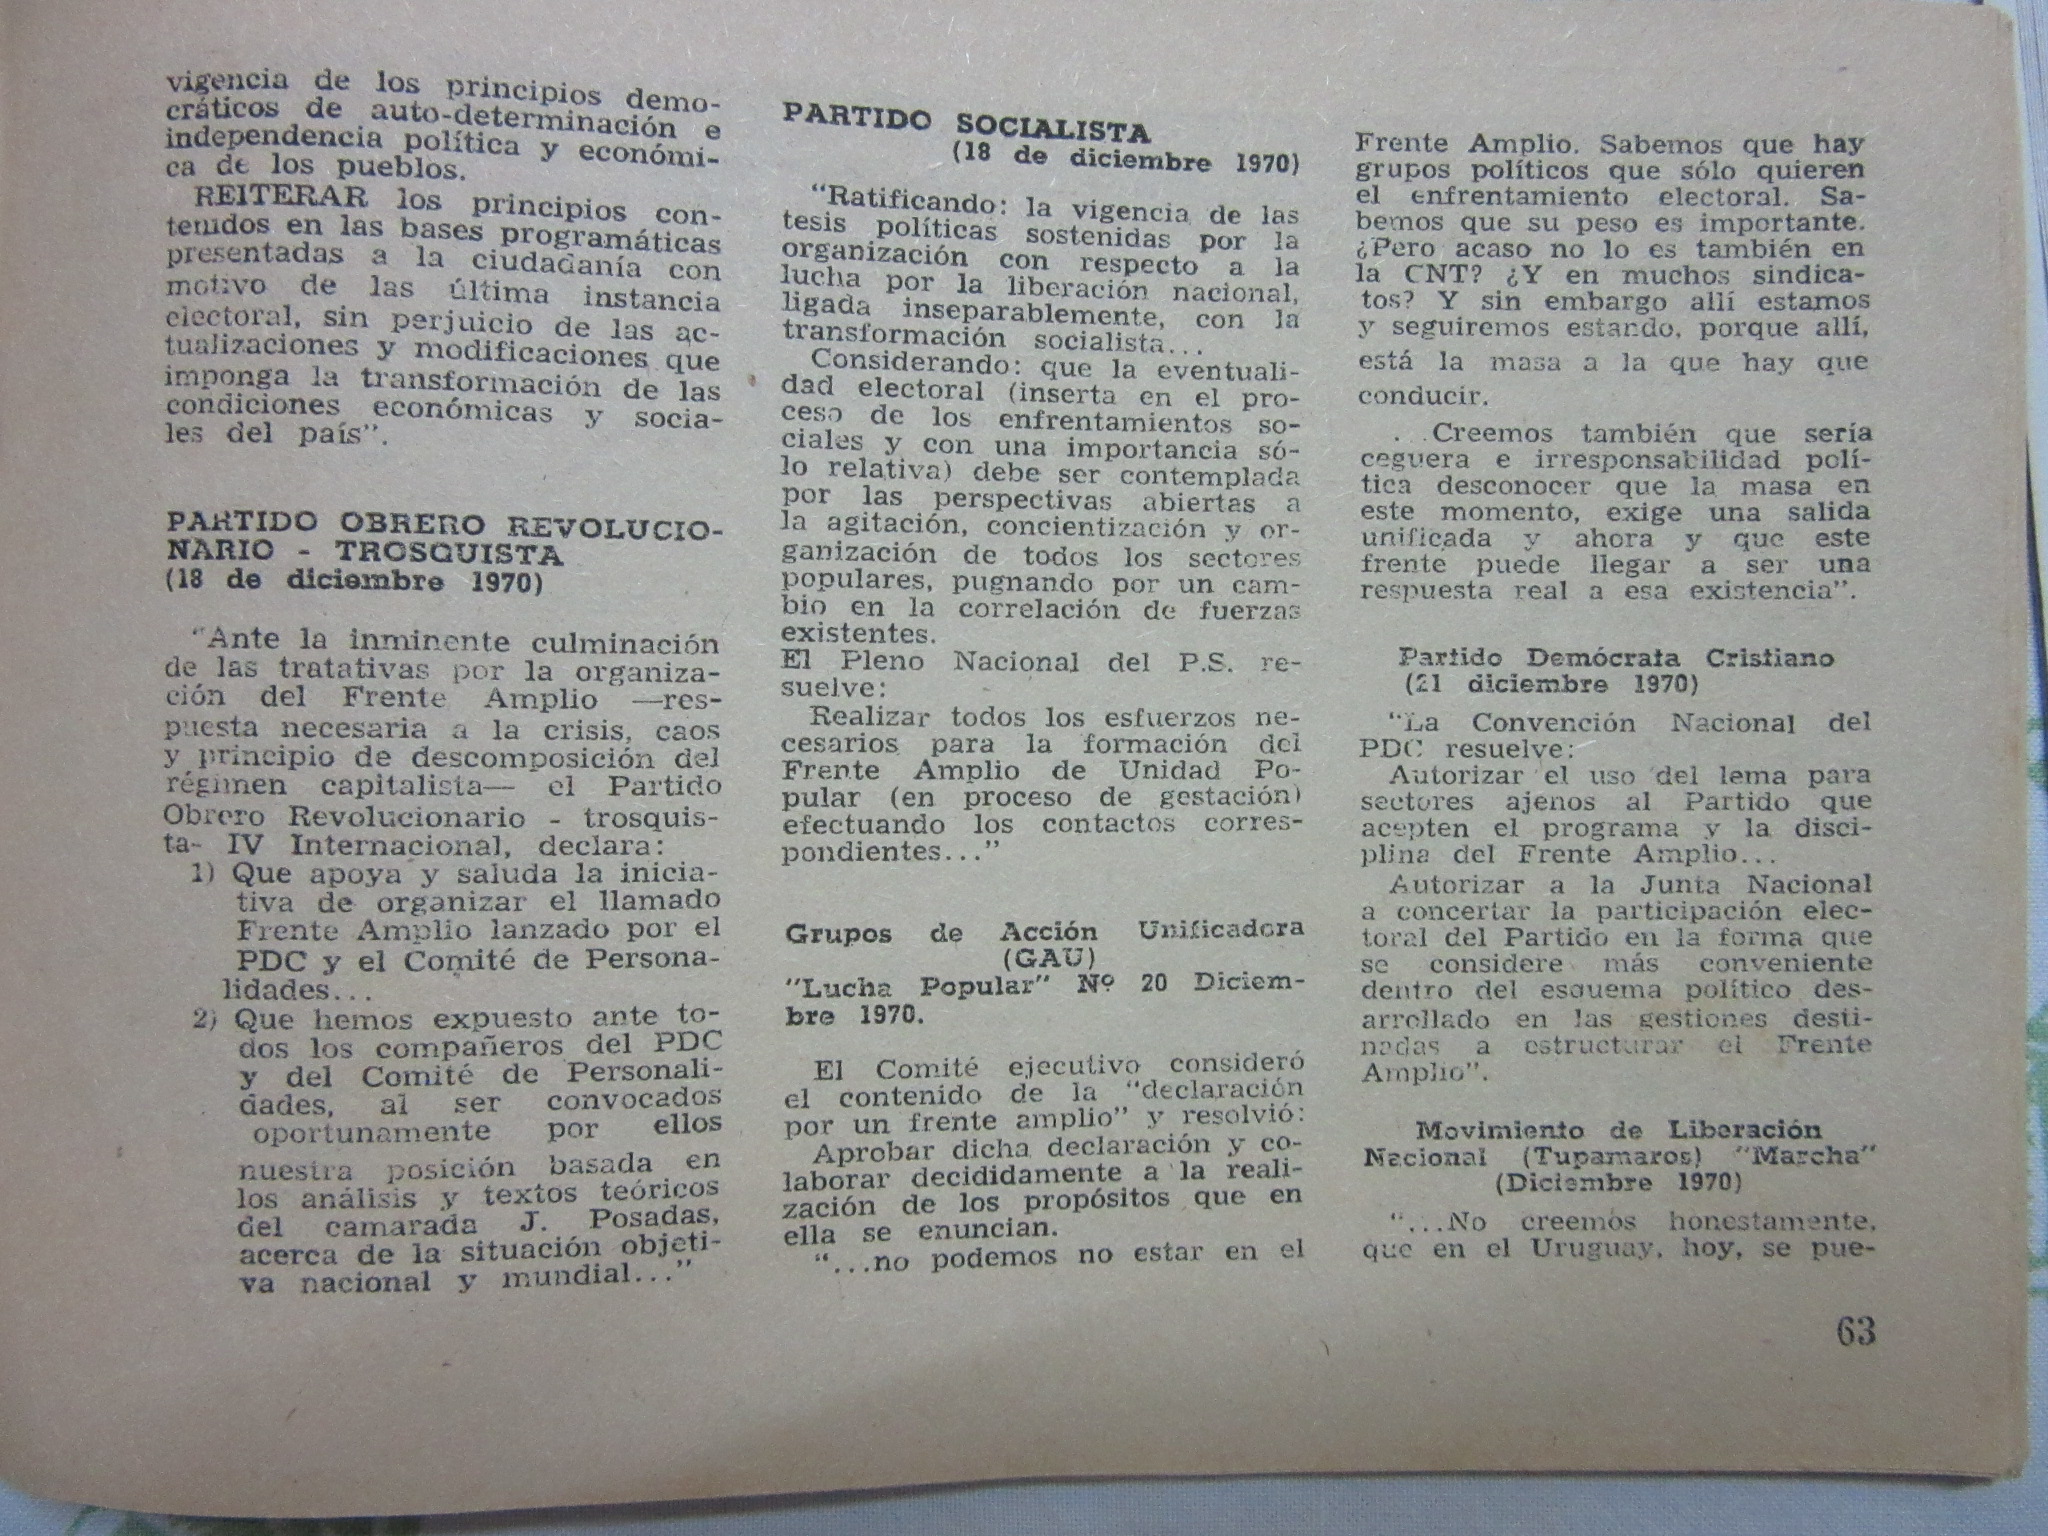 vigencia de los principios demo-
cráticos de auto-determinación e
independencia política y económi-
ca de los pueblos.
REITERAR los principios con-
tenidos en las bases programáticas
presentadas a la ciudadanía con
motivo de las última instancia
electoral, sin perjuicio de las ac-
tualizaciones y modificaciones que
imponga la transformación de las
condiciones económicas y socia-
les del país".
PARTIDO OBRERO REVOLUCIO-
NARIO - TROSQUISTA
(18 de diciembre 1970)
"Ante la inminente culminación
de las tratativas por la organiza-
ción del Frente Amplio —res-
puesta necesaria a la crisis, caos
y principio de descomposición del
régimen capitalista— el Partido
Obrero Revolucionario - trosquis-
ta- IV Internacional, declara:
1) Que apoya y saluda la inicia-
tiva de organizar el llamado
Frente Amplio lanzado por el
PDC y el Comité de Persona-
lidades...
2) Que hemos expuesto ante to-
dos los compañeros del PDC
y del Comité de Personali-
dades, al ser convocados
oportunamente por ellos
nuestra posición basada en
los análisis y textos teóricos
del camarada J. Posadas,
acerca de la situación objeti-
va nacional y mundial..."
PARTIDO SOCIALISTA
(18 de diciembre 1970)
"Ratificando: la vigencia de las
tesis políticas sostenidas por la
organización con respecto a la
lucha por la liberación nacional,
ligada inseparablemente, con la
transformación socialista...
Considerando: que la eventuali-
dad electoral (inserta en el pro-
ceso de los enfrentamientos so-
ciales y con una importancia só-
lo relativa) debe ser contemplada
por las perspectivas abiertas a
la agitación, concientización y or-
ganización de todos los sectores
populares, pugnando por un cam-
bio en la correlación de fuerzas
existentes.
El Pleno Nacional del P.S. re-
suelve:
Realizar todos los esfuerzos ne-
cesarios para la formación del
Frente Amplio de Unidad Po-
pular (en proceso de gestación)
efectuando los contactos corres-
pondientes..."
Grupos de Acción Unificadora
(GAU)
"Lucha Popular" Nº 20 Diciem-
bre 1970.
El Comité ejecutivo consideró
el contenido de la "declaración
por un frente amplio" y resolvió:
Aprobar dicha declaración y co-
laborar decididamente a la reali-
zación de los propósitos que en
ella se enuncian.
"...no podemos no estar en el
Frente Amplio. Sabemos que hay
grupos políticos que sólo quieren
el enfrentamiento electoral. Sa-
bemos que su peso es importante.
¿Pero acaso no lo es también en
la CNT? ¿Y en muchos sindica-
tos? Y sin embargo allí estamos
y seguiremos estando, porque allí,
está la masa a la que hay que
conducir.
...Creemos también que sería
ceguera e irresponsabilidad polí-
tica desconocer que la masa en
este momento, exige una salida
unificada y ahora y que este
frente puede llegar a ser una
respuesta real a esa existencia".
Partido Demócrata Cristiano
(21 diciembre 1970)
"La Convención Nacional del
PDC resuelve:
Autorizar el uso del lema para
sectores ajenos al Partido que
acepten el programa y la disci-
plina del Frente Amplio...
Autorizar a la Junta Nacional
a concertar la participación elec-
toral del Partido en la forma que
se considere más conveniente
dentro del esquema político des-
arrollado en las gestiones desti-
nadas a estructurar el Frente
Amplio".
Movimiento de Liberación
Nacional (Tupamaros) "Marcha"
(Diciembre 1970)
"...No creemos honestamente,
que en el Uruguay, hoy, se pue-
63